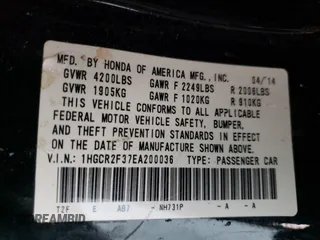 MFD. BY HONDA OF AMERICA MFG., INC. 04/14
GVWR 4200LBS GAWR F 2249LBS R 2006LBS
GVWR 1905KG GAWR F 1020KG R 910KG
THIS VEHICLE CONFORMS TO ALL APPLICABLE
FEDERAL MOTOR VEHICLE SAFETY, BUMPER,
AND THEFT PREVENTION STANDARDS IN EFFECT
ON THE DATE OF MANUFACTURE SHOWN ABOVE.
V.I.N.: 1HGCR2F37EA200036 TYPE: PASSENGER CAR
T2F E AB7 - NH731P - A - A